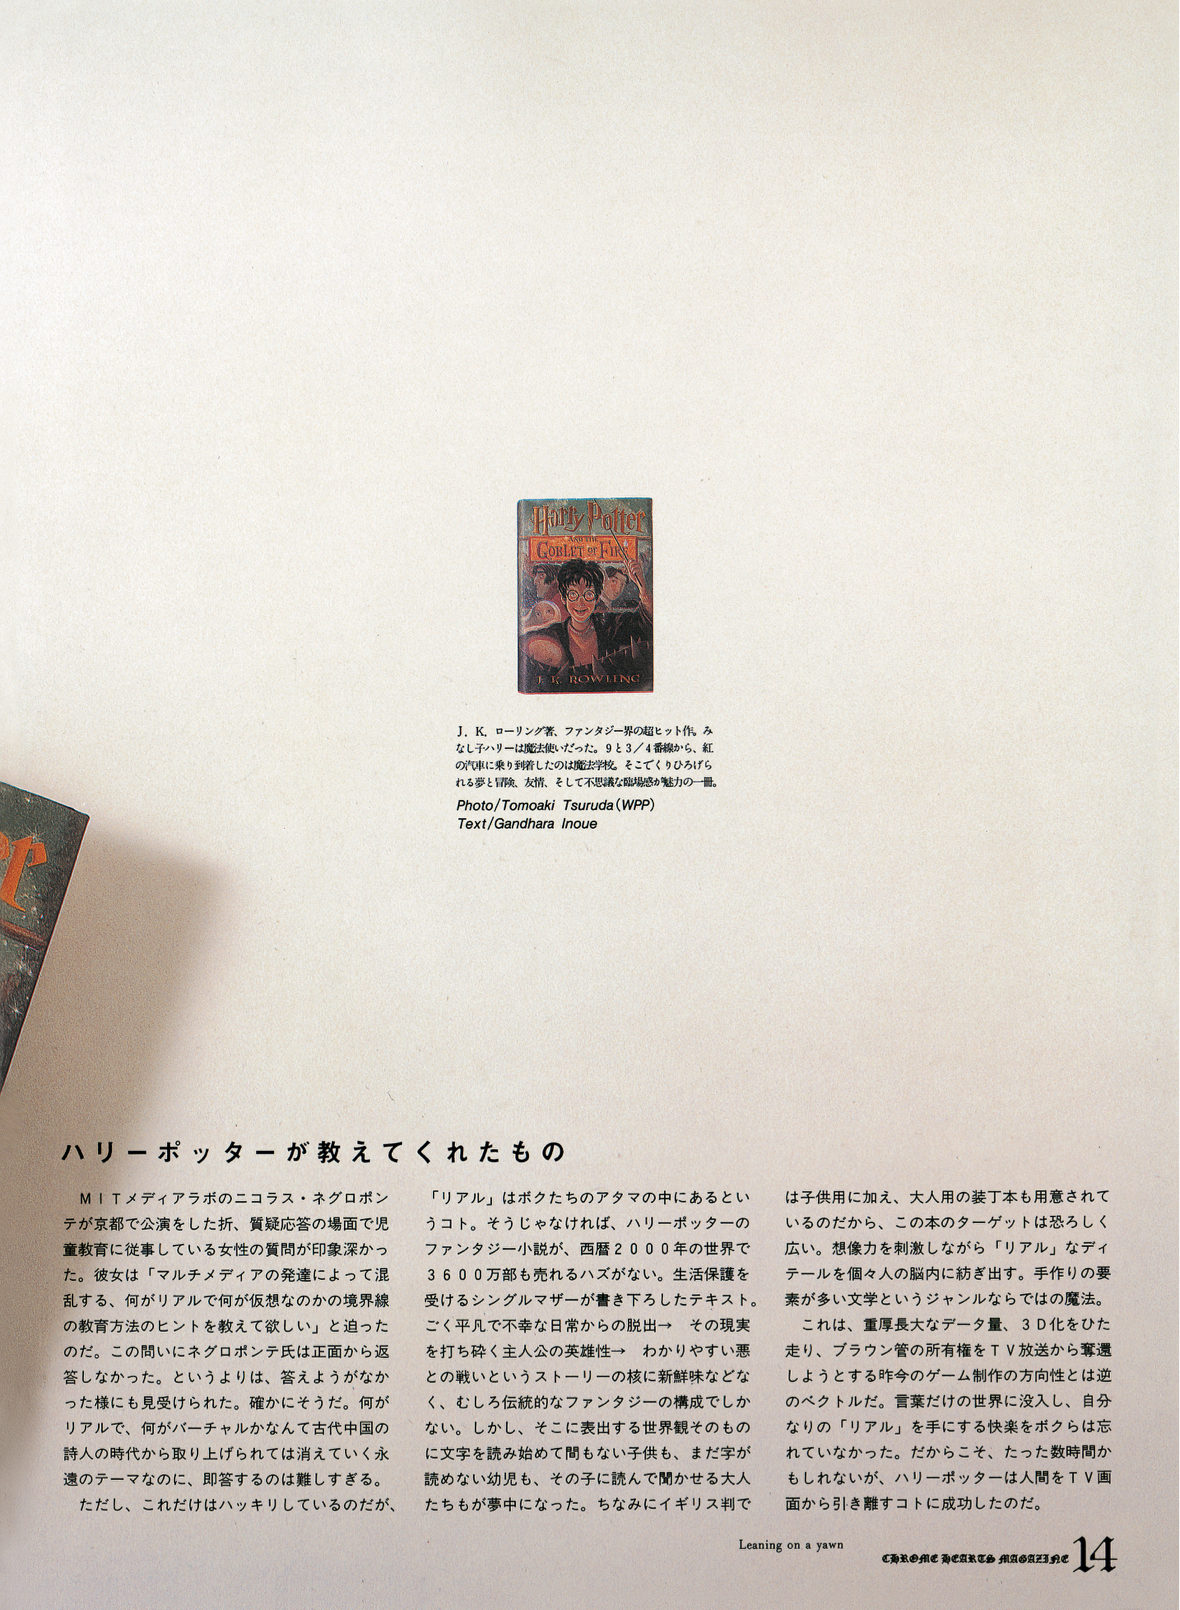 Harry Potter
AND THE
GOBLET OF FIRE
J. K. ROWLING
J．K．ローリング著、ファンタジー界の超ヒット作。み
なし子ハリーは魔法使いだった。9と3／4番線から、紅
の汽車に乗り到着したのは魔法学校。そこでくりひろげら
れる夢と冒険、友情、そして不思議な臨場感が魅力の一冊。
Photo/Tomoaki Tsuruda(WPP)
Text/Gandhara Inoue
er
ハリーポッターが教えてくれたもの
ＭＩＴメディアラボのニコラス・ネグロポン
テが京都で公演をした折、質疑応答の場面で児
童教育に従事している女性の質問が印象深かっ
た。彼女は「マルチメディアの発達によって混
乱する、何がリアルで何が仮想なのかの境界線
の教育方法のヒントを教えて欲しい」と迫った
のだ。この問いにネグロポンテ氏は正面から返
答しなかった。というよりは、答えようがなか
った様にも見受けられた。確かにそうだ。何が
リアルで、何がバーチャルかなんて古代中国の
詩人の時代から取り上げられては消えていく永
遠のテーマなのに、即答するのは難しすぎる。
ただし、これだけはハッキリしているのだが、
「リアル」はボクたちのアタマの中にあるとい
うコト。そうじゃなければ、ハリーポッターの
ファンタジー小説が、西暦２０００年の世界で
３６００万部も売れるハズがない。生活保護を
受けるシングルマザーが書き下ろしたテキスト。
ごく平凡で不幸な日常からの脱出→　その現実
を打ち砕く主人公の英雄性→　わかりやすい悪
との戦いというストーリーの核に新鮮味などな
く、むしろ伝統的なファンタジーの構成でしか
ない。しかし、そこに表出する世界観そのもの
に文字を読み始めて間もない子供も、まだ字が
読めない幼児も、その子に読んで聞かせる大人
たちもが夢中になった。ちなみにイギリス判で
は子供用に加え、大人用の装丁本も用意されて
いるのだから、この本のターゲットは恐ろしく
広い。想像力を刺激しながら「リアル」なディ
テールを個々人の脳内に紡ぎ出す。手作りの要
素が多い文学というジャンルならではの魔法。
これは、重厚長大なデータ量、３Ｄ化をひた
走り、ブラウン管の所有権をＴＶ放送から奪還
しようとする昨今のゲーム制作の方向性とは逆
のベクトルだ。言葉だけの世界に没入し、自分
なりの「リアル」を手にする快楽をボクらは忘
れていなかった。だからこそ、たった数時間か
もしれないが、ハリーポッターは人間をＴＶ画
面から引き離すコトに成功したのだ。
Leaning on a yawn
CHROME HEARTS MAGAZINE 14